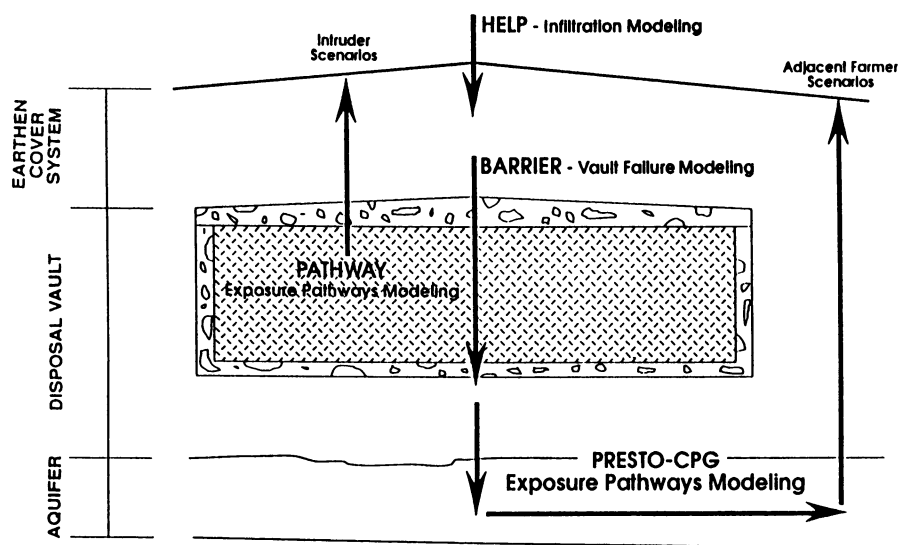 HELP - Infiltration Modeling
Intruder
Scenarios
Adjacent Farmer
Scenarios
EARTHEN
COVER
SYSTEM
BARRIER - Vault Failure Modeling
PATHWAY
Exposure Pathways Modeling
DISPOSAL VAULT
PRESTO-CPG
Exposure Pathways Modeling
AQUIFER